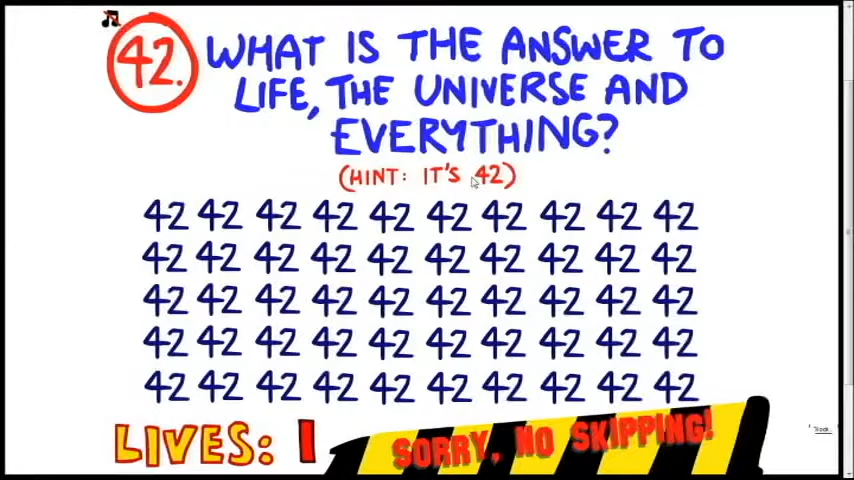 42. WHAT IS THE ANSWER TO
LIFE, THE UNIVERSE AND
EVERYTHING?
(HINT: IT'S 42)
42 42 42 42 42 42 42 42 42 42
42 42 42 42 42 42 42 42 42 42
42 42 42 42 42 42 42 42 42 42
42 42 42 42 42 42 42 42 42 42
42 42 42 42 42 42 42 42 42 42
LIVES: 1
SORRY, NO SKIPPING!